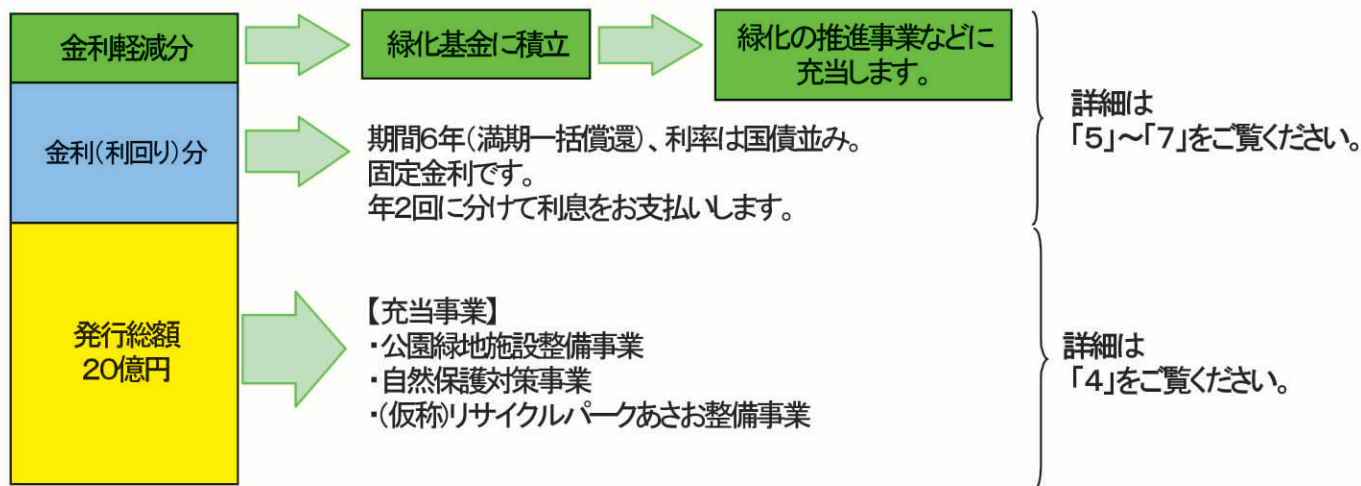 金利軽減分
緑化基金に積立
緑化の推進事業などに
充当します。
金利(利回り)分
期間6年(満期一括償還)、利率は国債並み。
固定金利です。
年2回に分けて利息をお支払いします。
詳細は
「5」~「7」をご覧ください。
発行総額
20億円
【充当事業】
・公園緑地施設整備事業
・自然保護対策事業
・(仮称)リサイクルパークあさお整備事業
詳細は
「4」をご覧ください。